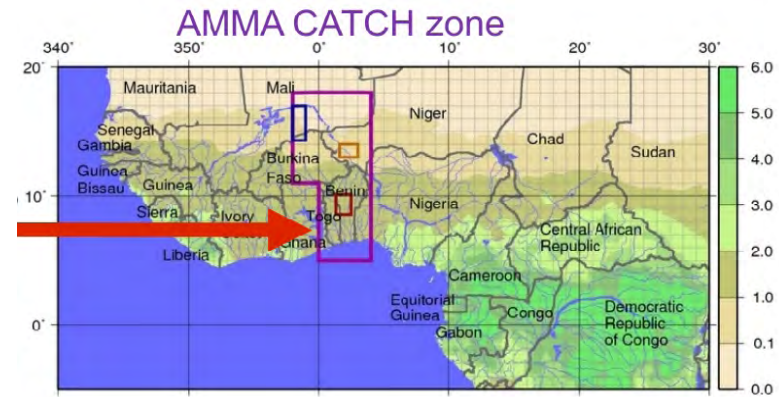 AMMA CATCH zone
340˚ 350˚ 0˚ 10˚ 20˚ 30˚
20˚
10˚
0˚
Mauritania
Mali
Niger
Chad
Sudan
Senegal
Gambia
Guinea
Bissau
Guinea
Burkina
Faso
Benin
Nigeria
Sierra
Ivory
Togo
Ghana
Liberia
Central African
Republic
Cameroon
Equitorial
Guinea
Congo
Gabon
Democratic
Republic
of Congo
6.0
5.0
4.0
3.0
2.0
1.0
0.1
0.0